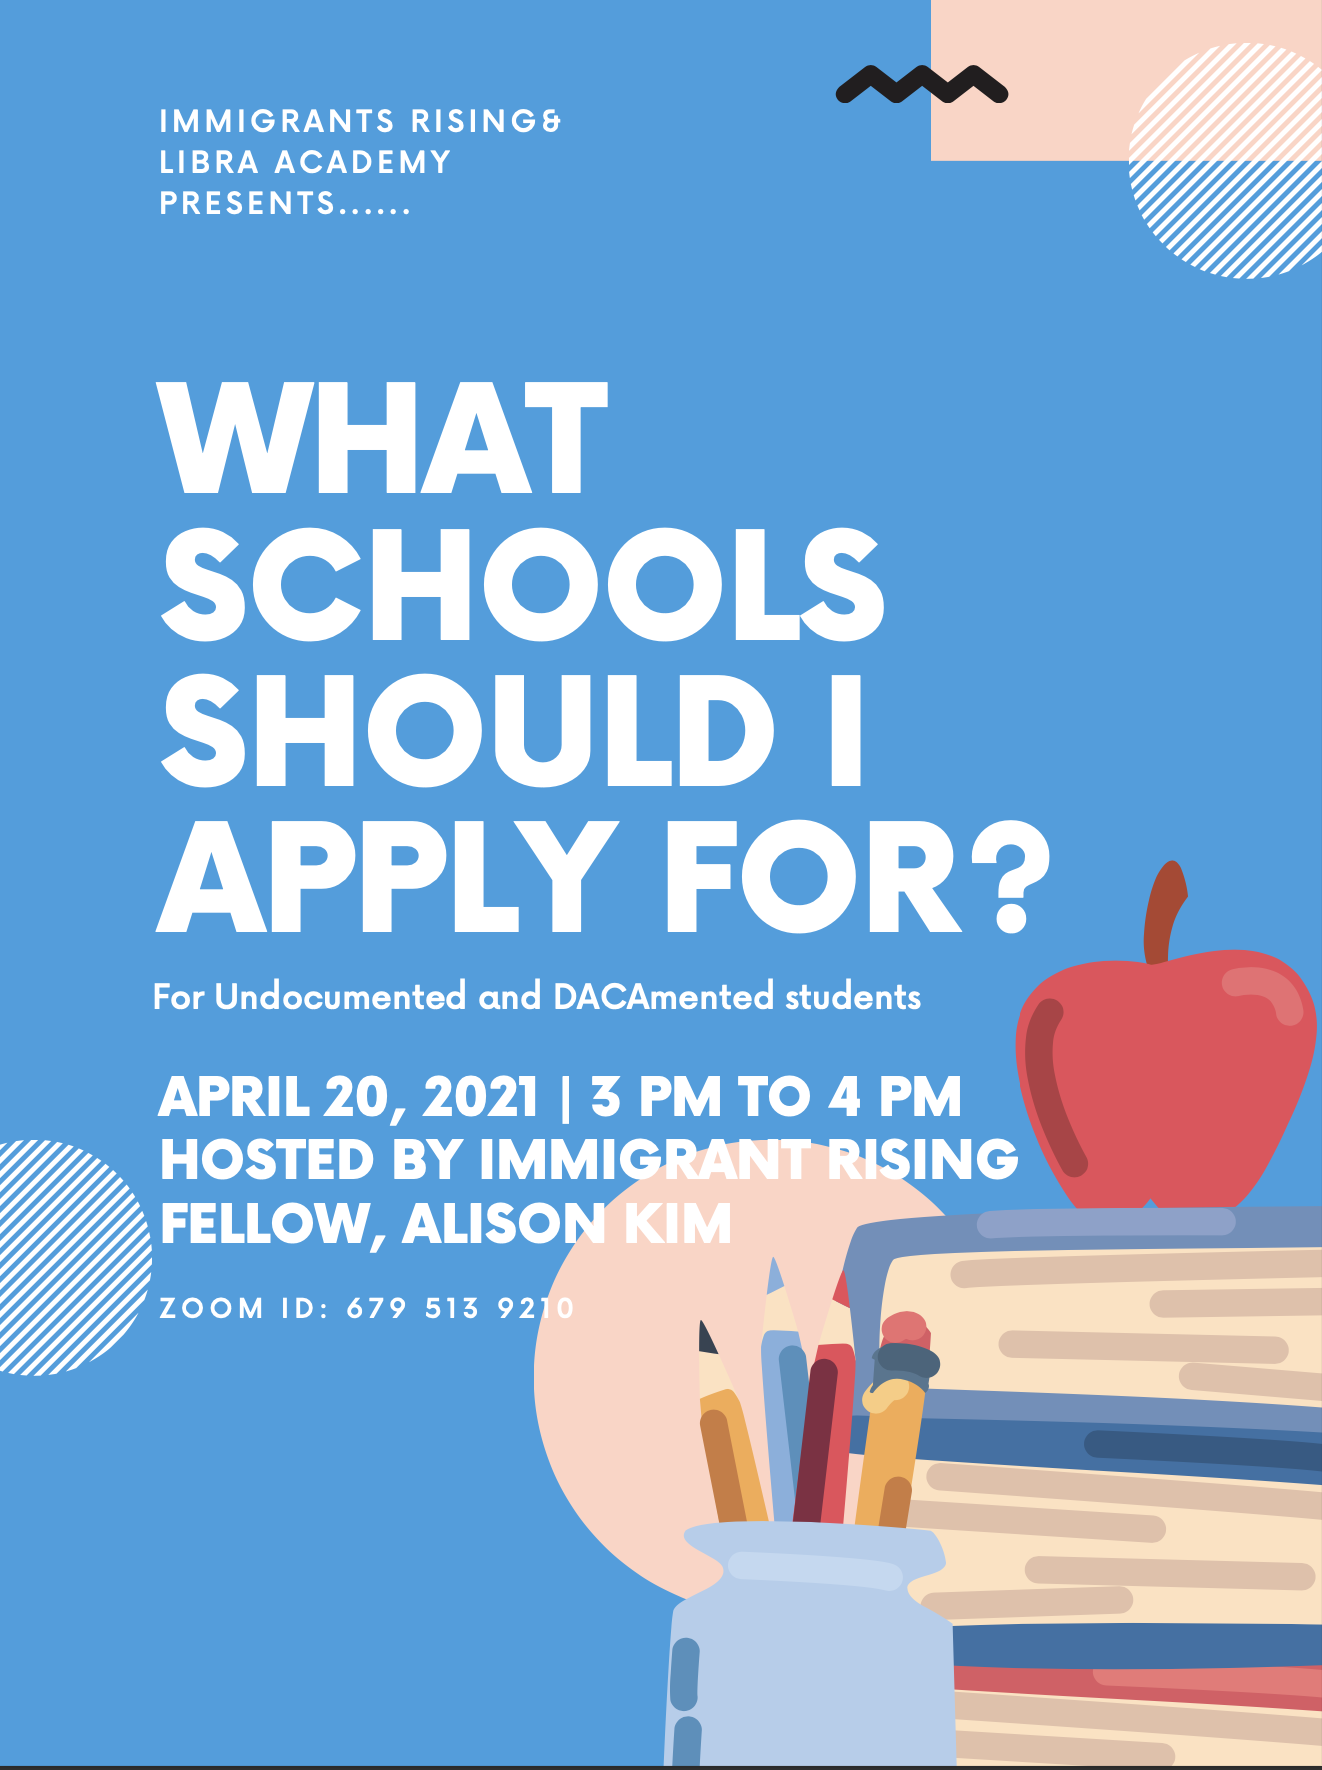 IMMIGRANTS RISING&
LIBRA ACADEMY
PRESENTS......
WHAT
SCHOOLS
SHOULD I
APPLY FOR?
For Undocumented and DACAmented students
APRIL 20, 2021 | 3 PM TO 4 PM
HOSTED BY IMMIGRANT RISING
FELLOW, ALISON KIM
ZOOM ID: 679 513 9210